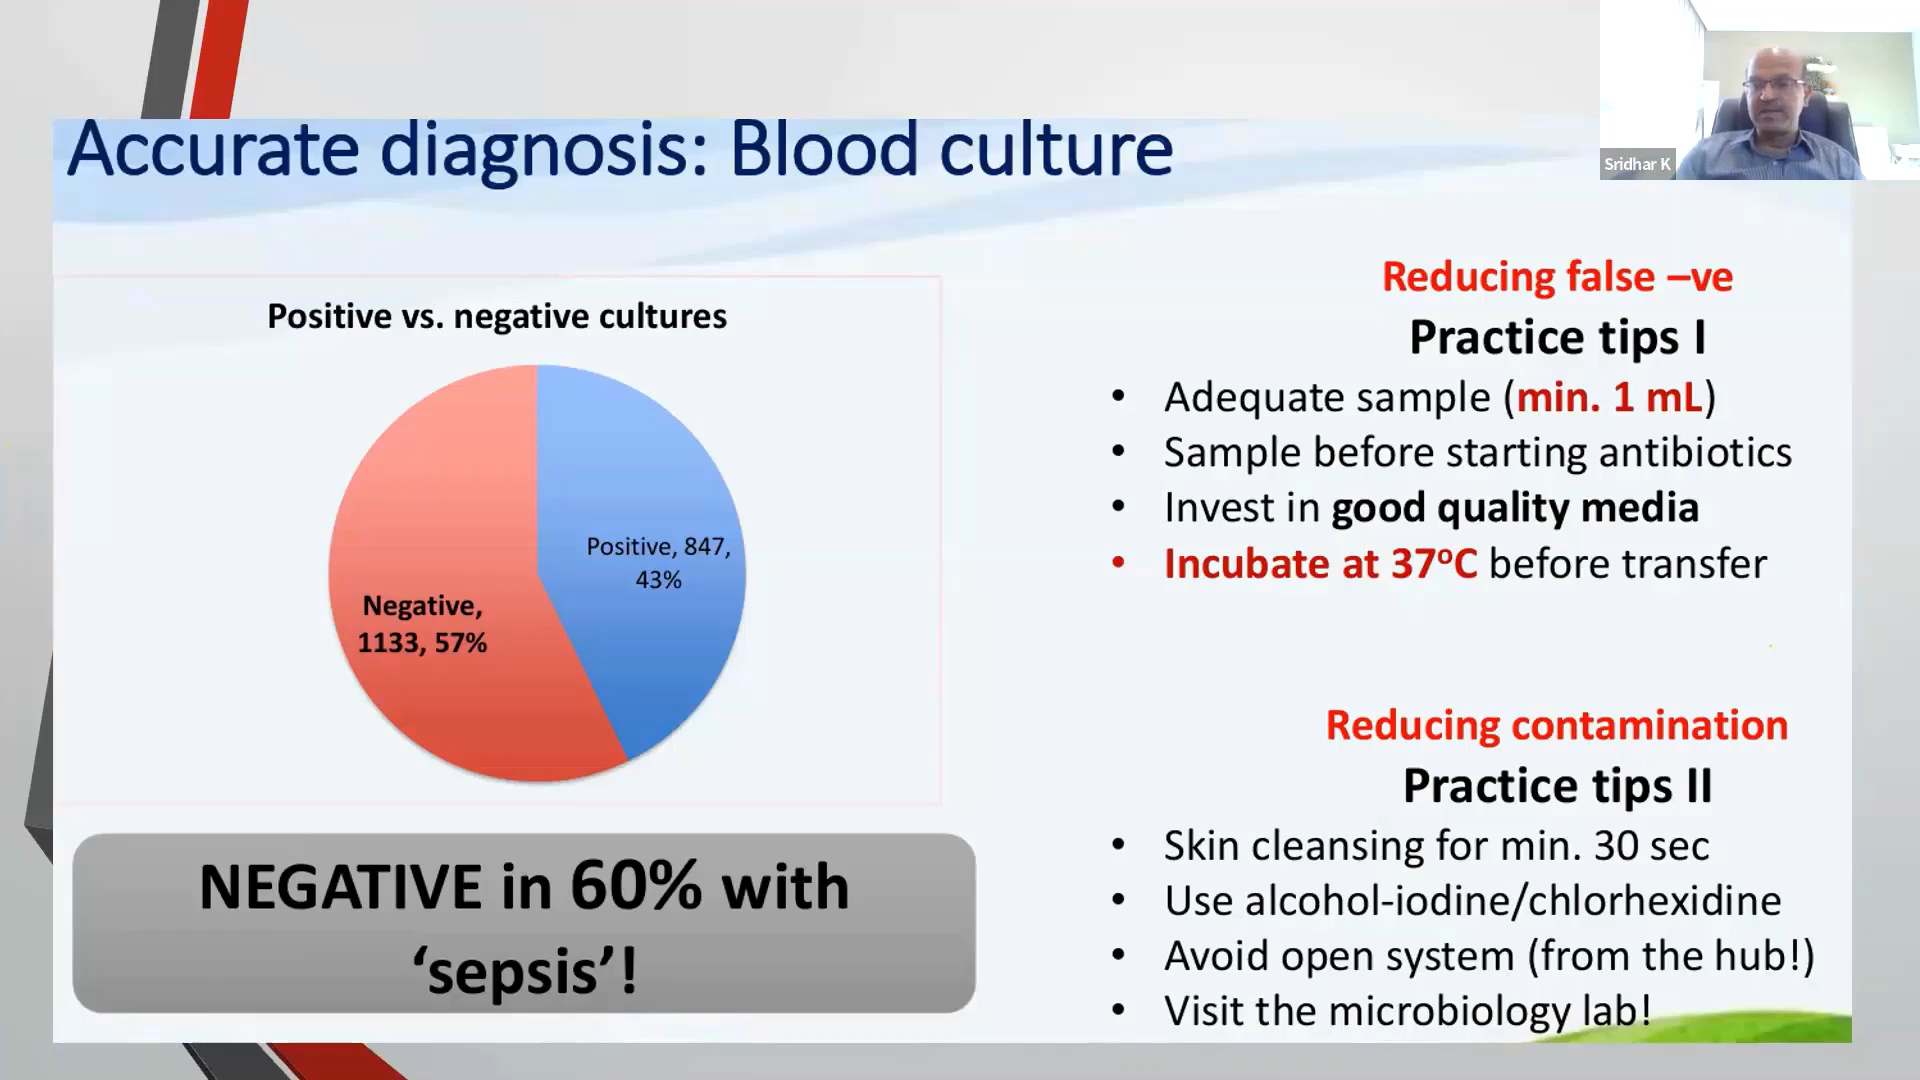 Accurate diagnosis: Blood culture
Sridhar K
Positive vs. negative cultures
Positive, 847,
43%
Negative,
1133, 57%
NEGATIVE in 60% with
‘sepsis’!
Reducing false –ve
Practice tips I
• Adequate sample (min. 1 mL)
• Sample before starting antibiotics
• Invest in good quality media
• Incubate at 37ºC before transfer
Reducing contamination
Practice tips II
• Skin cleansing for min. 30 sec
• Use alcohol-iodine/chlorhexidine
• Avoid open system (from the hub!)
• Visit the microbiology lab!